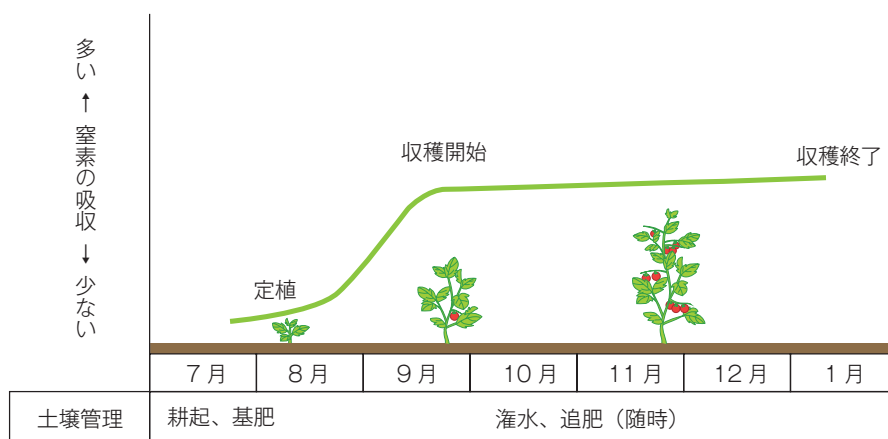 多い ↑ 窒素の吸収 ↓ 少ない
収穫開始
収穫終了
定植
7月 8月 9月 10月 11月 12月 1月
土壌管理 耕起、基肥 潅水、追肥（随時）